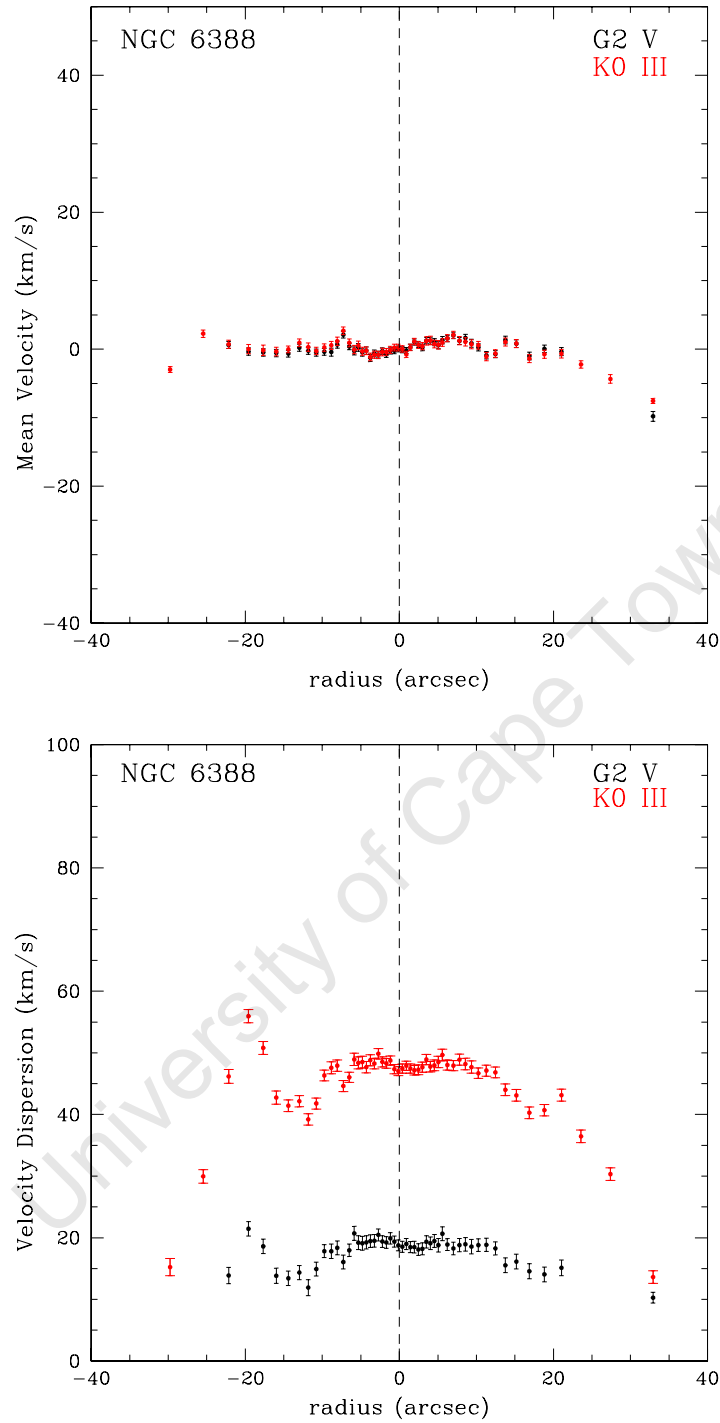 NGC 6388
G2 V
K0 III
40
20
0
-20
-40
Mean Velocity (km/s)
-40 -20 0 20 40
radius (arcsec)
NGC 6388
G2 V
K0 III
100
80
60
40
20
0
Velocity Dispersion (km/s)
-40 -20 0 20 40
radius (arcsec)
University of Cape Town